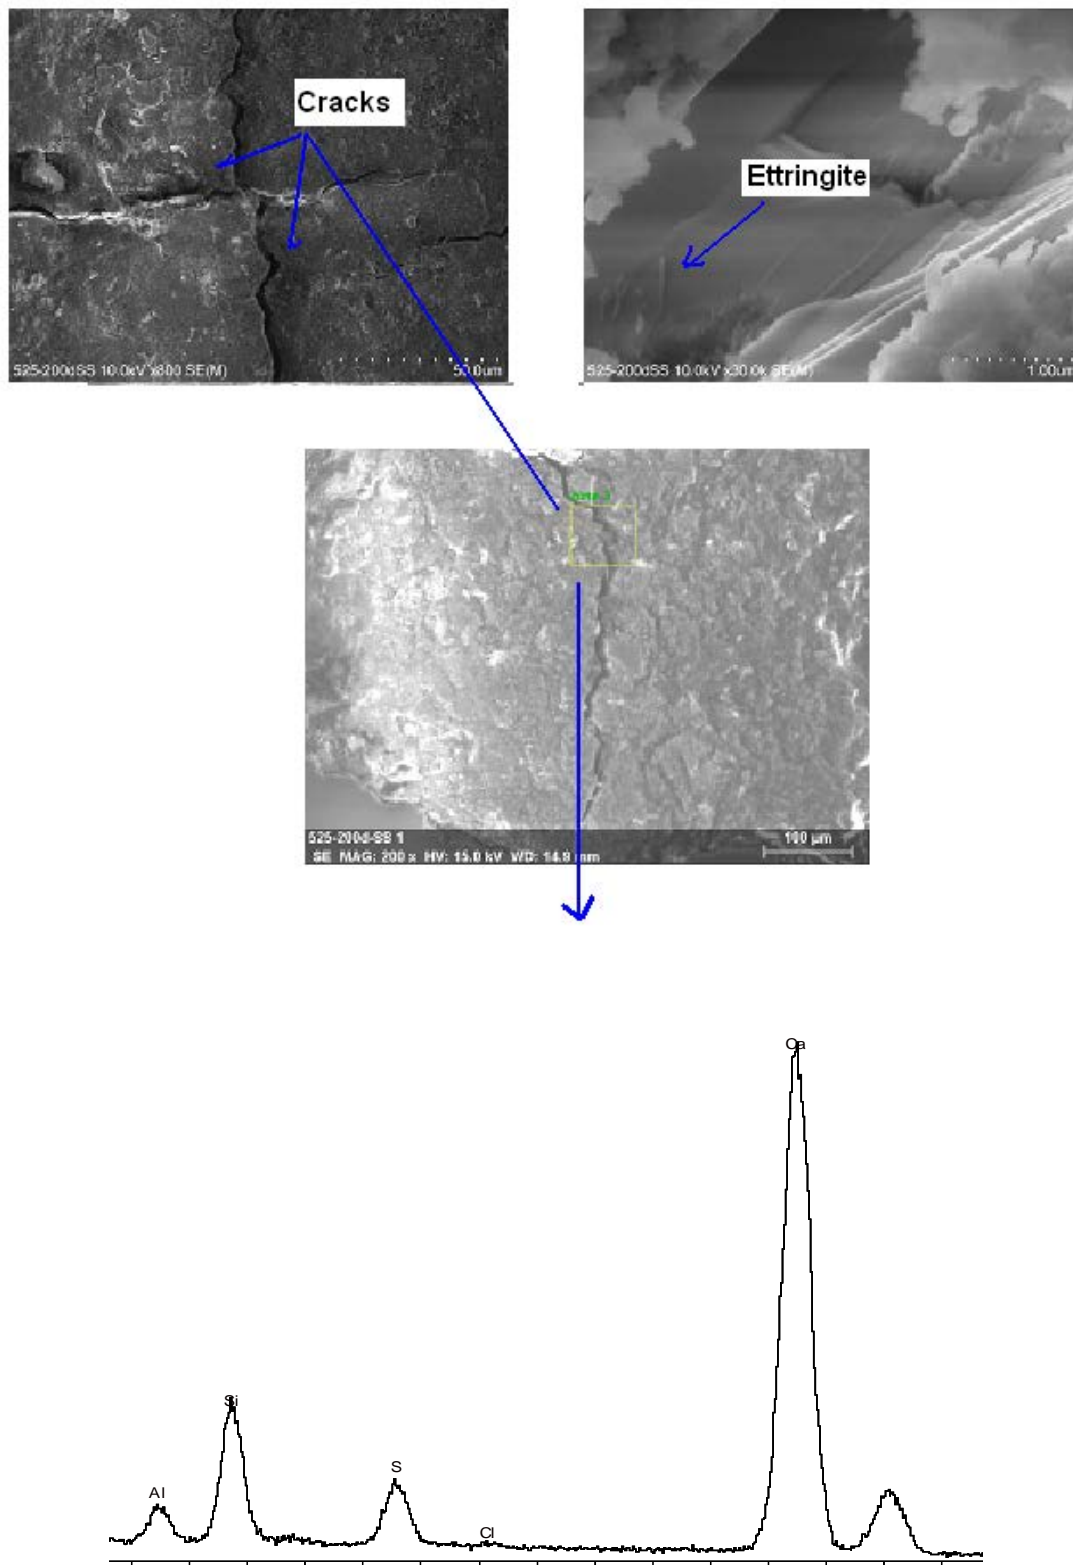 Cracks
Ettringite
525-200dSS 10.0kV x800 SE(M)
50.0um
525-200dSS 10.0kV x30.0k SE(M)
1.00um
525-200d-SS 1
100 µm
SE MAG: 200 x HV: 15.0 kV WD: 14.9 mm
Ca
Si
S
Al
Cl